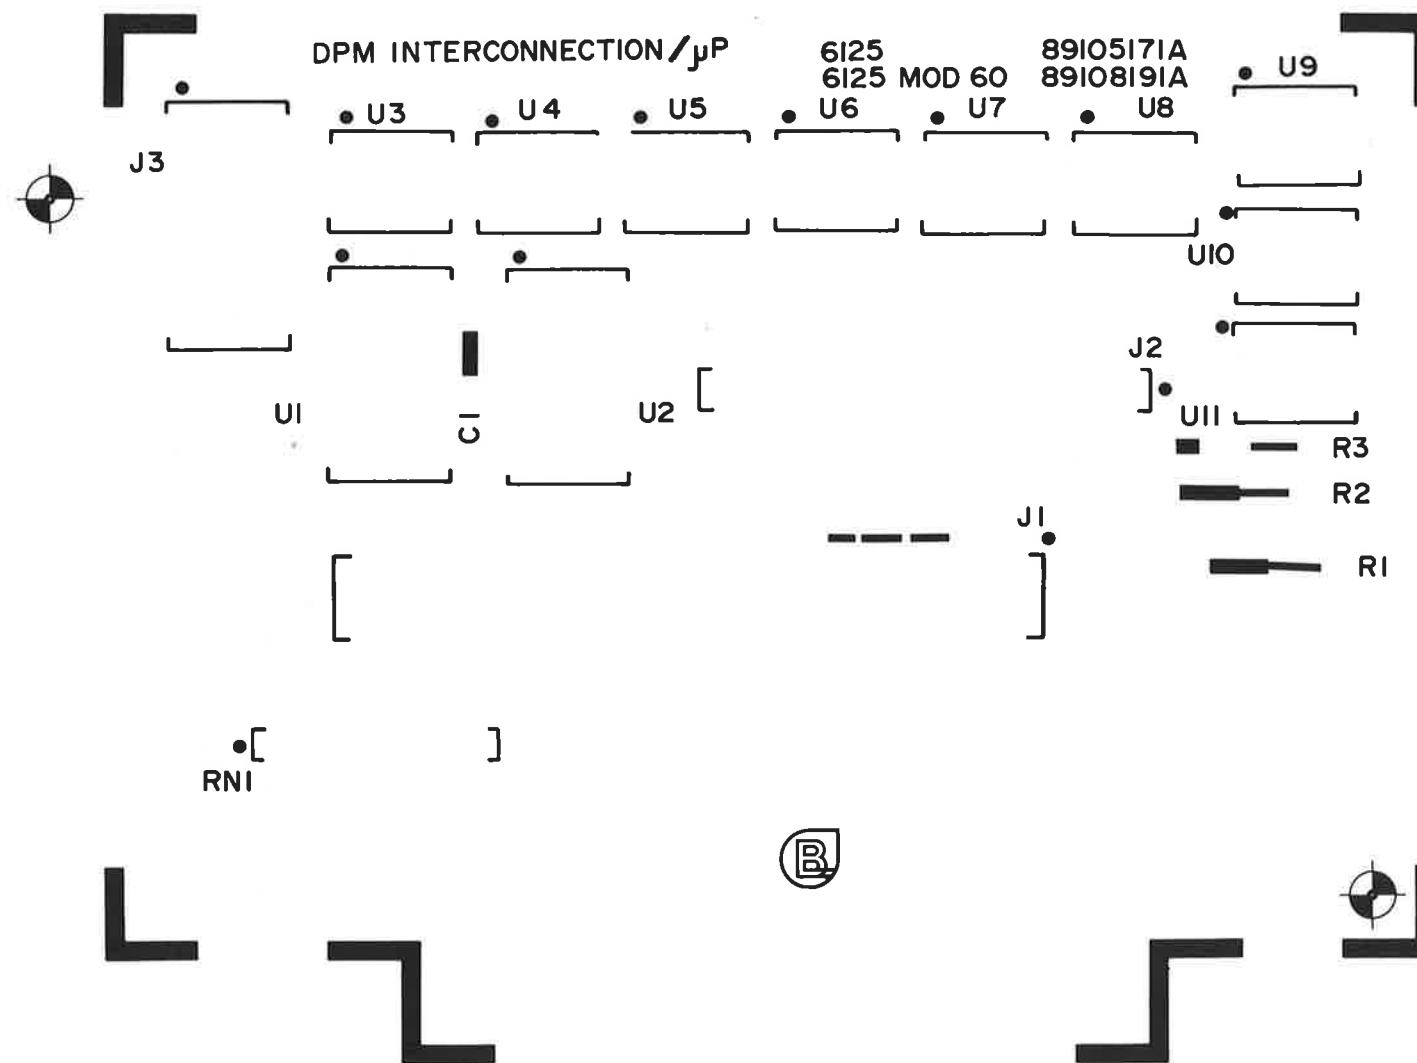 DPM INTERCONNECTION/µP 6125 89105171A
6125 MOD 60 89108191A
U9
U3 U4 U5 U6 U7 U8
J3
U10
J2
U1 C1 U2 U11
R3
R2
J1
R1
RN1
B